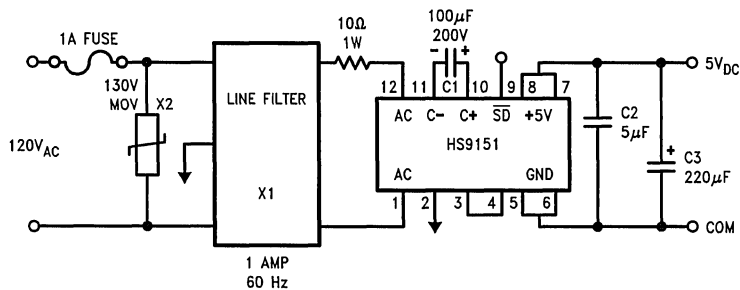 1A FUSE
10Ω
1W
100µF
200V
- +
C1
130V
MOV
X2
LINE FILTER
X1
1 AMP
60 Hz
120VAC
12 11 10 9 8 7
AC C- C+ SD +5V
HS9151
AC GND
1 2 3 4 5 6
C2
5µF
+
C3
220µF
5VDC
COM